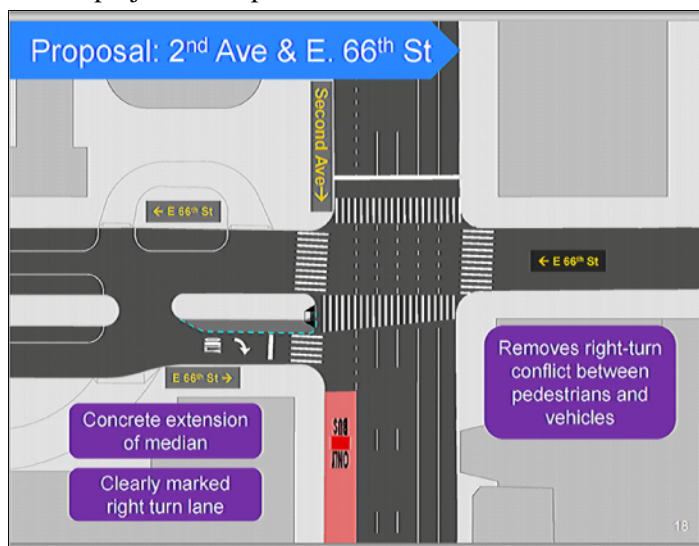 Proposal: 2nd Ave & E. 66th St
Second Ave→
← E 66th St
← E 66th St
E 66th St →
Removes right-turn
conflict between
pedestrians and
vehicles
Concrete extension
of median
Clearly marked
right turn lane
BUS
ONLY
18